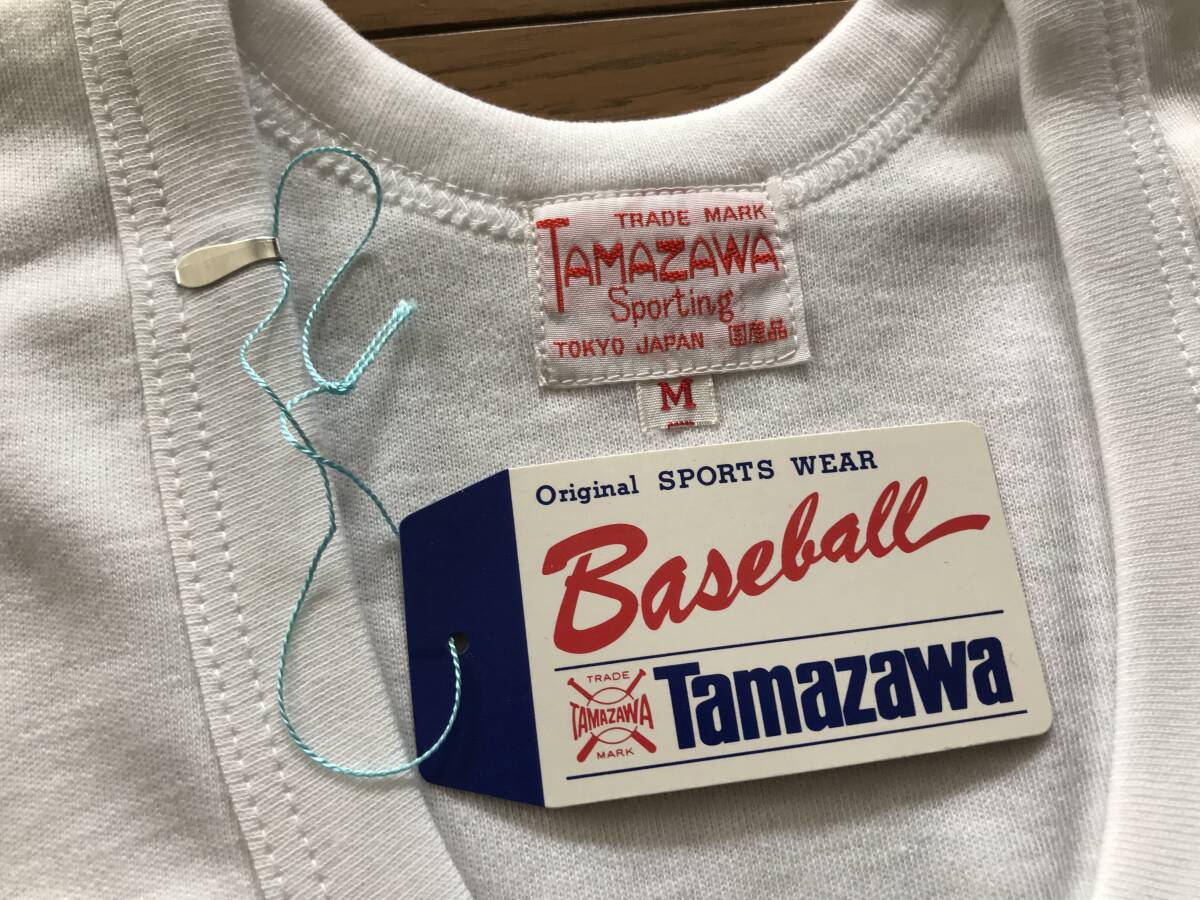 TRADE MARK
TAMAZAWA
Sporting
TOKYO JAPAN 国産品
M
Original SPORTS WEAR
Baseball
TRADE
TAMAZAWA
MARK
Tamazawa